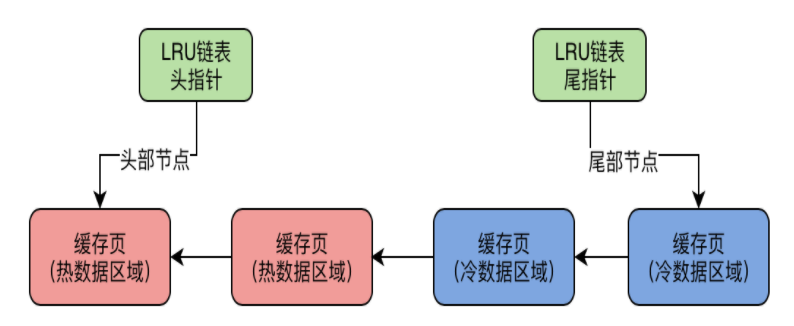 LRU链表
头指针
LRU链表
尾指针
头部节点
尾部节点
缓存页
(热数据区域)
缓存页
(热数据区域)
缓存页
(冷数据区域)
缓存页
(冷数据区域)